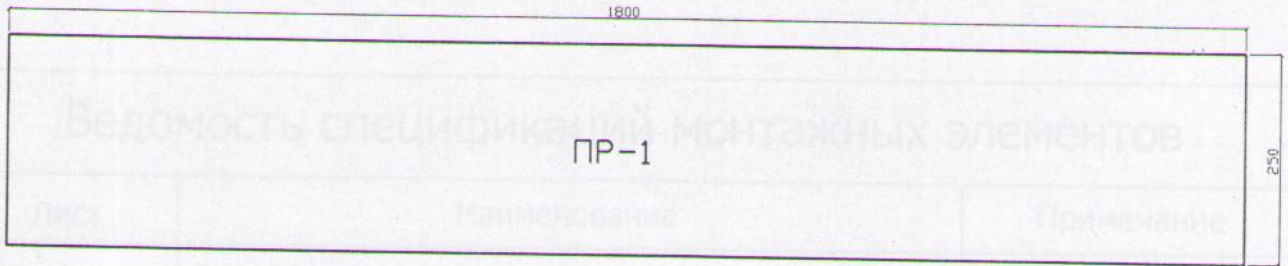 1800
Ведомость спецификаций монтажных элементов
ПР-1
250
Лист Наименование Примечание